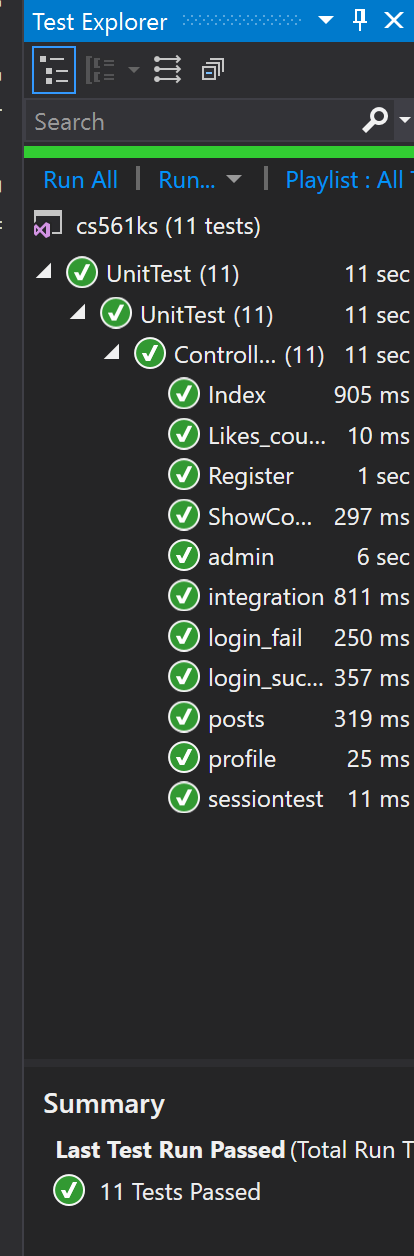 Test Explorer
Search
Run All | Run... | Playlist : All
cs561ks (11 tests)
UnitTest (11) 11 sec
UnitTest (11) 11 sec
Controll... (11) 11 sec
Index 905 ms
Likes_cou... 10 ms
Register 1 sec
ShowCo... 297 ms
admin 6 sec
integration 811 ms
login_fail 250 ms
login_suc... 357 ms
posts 319 ms
profile 25 ms
sessiontest 11 ms
Summary
Last Test Run Passed (Total Run T
11 Tests Passed